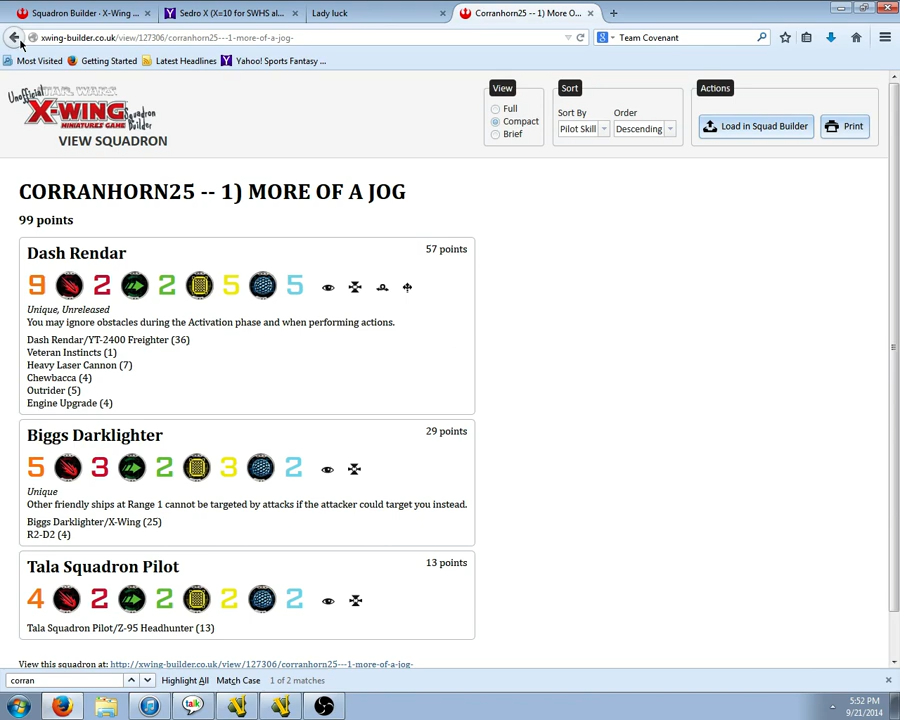 Squadron Builder - X-Wing ...
Sedro X (X=10 for SWHS al...
Lady luck
Corranhorn25 -- 1) More O...
xwing-builder.co.uk/view/127306/corranhorn25---1-more-of-a-jog-
Team Covenant
Most Visited
Getting Started
Latest Headlines
Yahoo! Sports Fantasy ...
Unofficial
STAR WARS
X-WING
MINIATURES GAME
Squadron
Builder
VIEW SQUADRON
View
Full
Compact
Brief
Sort
Sort By
Order
Pilot Skill
Descending
Actions
Load in Squad Builder
Print
CORRANHORN25 -- 1) MORE OF A JOG
99 points
Dash Rendar
57 points
9 2 2 5 5
Unique, Unreleased
You may ignore obstacles during the Activation phase and when performing actions.
Dash Rendar/YT-2400 Freighter (36)
Veteran Instincts (1)
Heavy Laser Cannon (7)
Chewbacca (4)
Outrider (5)
Engine Upgrade (4)
Biggs Darklighter
29 points
5 3 2 3 2
Unique
Other friendly ships at Range 1 cannot be targeted by attacks if the attacker could target you instead.
Biggs Darklighter/X-Wing (25)
R2-D2 (4)
Tala Squadron Pilot
13 points
4 2 2 2 2
Tala Squadron Pilot/Z-95 Headhunter (13)
View this squadron at: http://xwing-builder.co.uk/view/127306/corranhorn25---1-more-of-a-jog-
corran
Highlight All
Match Case
1 of 2 matches
talk
5:52 PM
9/21/2014